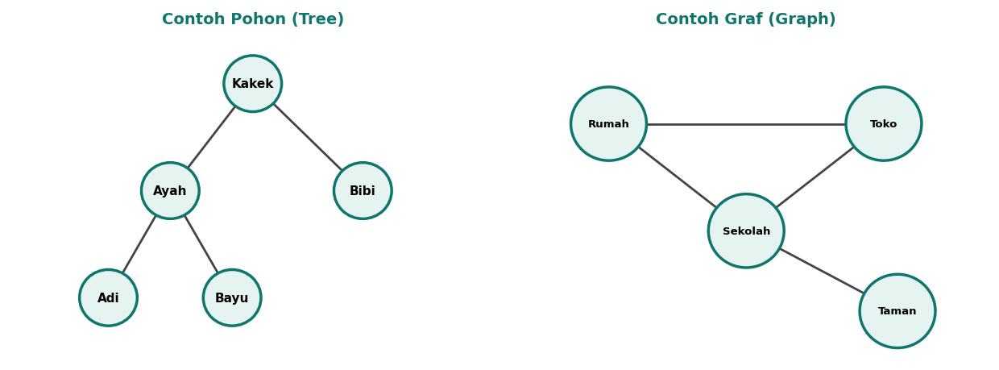 Contoh Pohon (Tree)
Kakek
Ayah
Bibi
Adi
Bayu
Contoh Graf (Graph)
Rumah
Toko
Sekolah
Taman